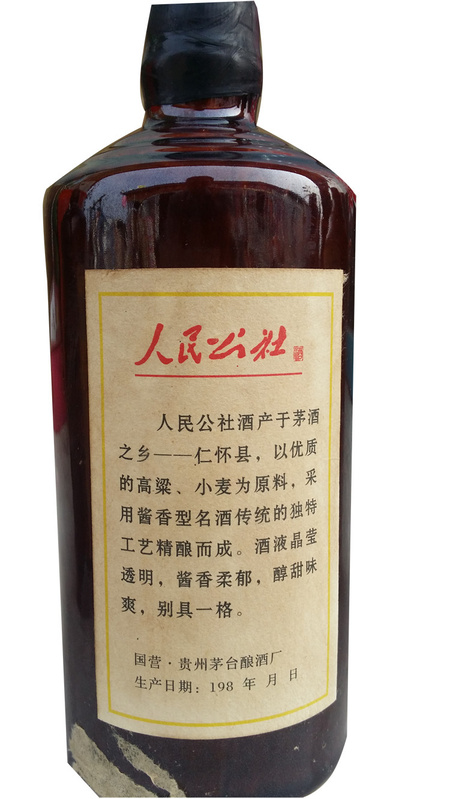 人民公社
人民公社酒产于茅酒
之乡——仁怀县，以优质
的高粱、小麦为原料，采
用酱香型名酒传统的独特
工艺精酿而成。酒液晶莹
透明，酱香柔郁，醇甜味
爽，别具一格。
国营·贵州茅台酿酒厂
生产日期：198 年 月 日